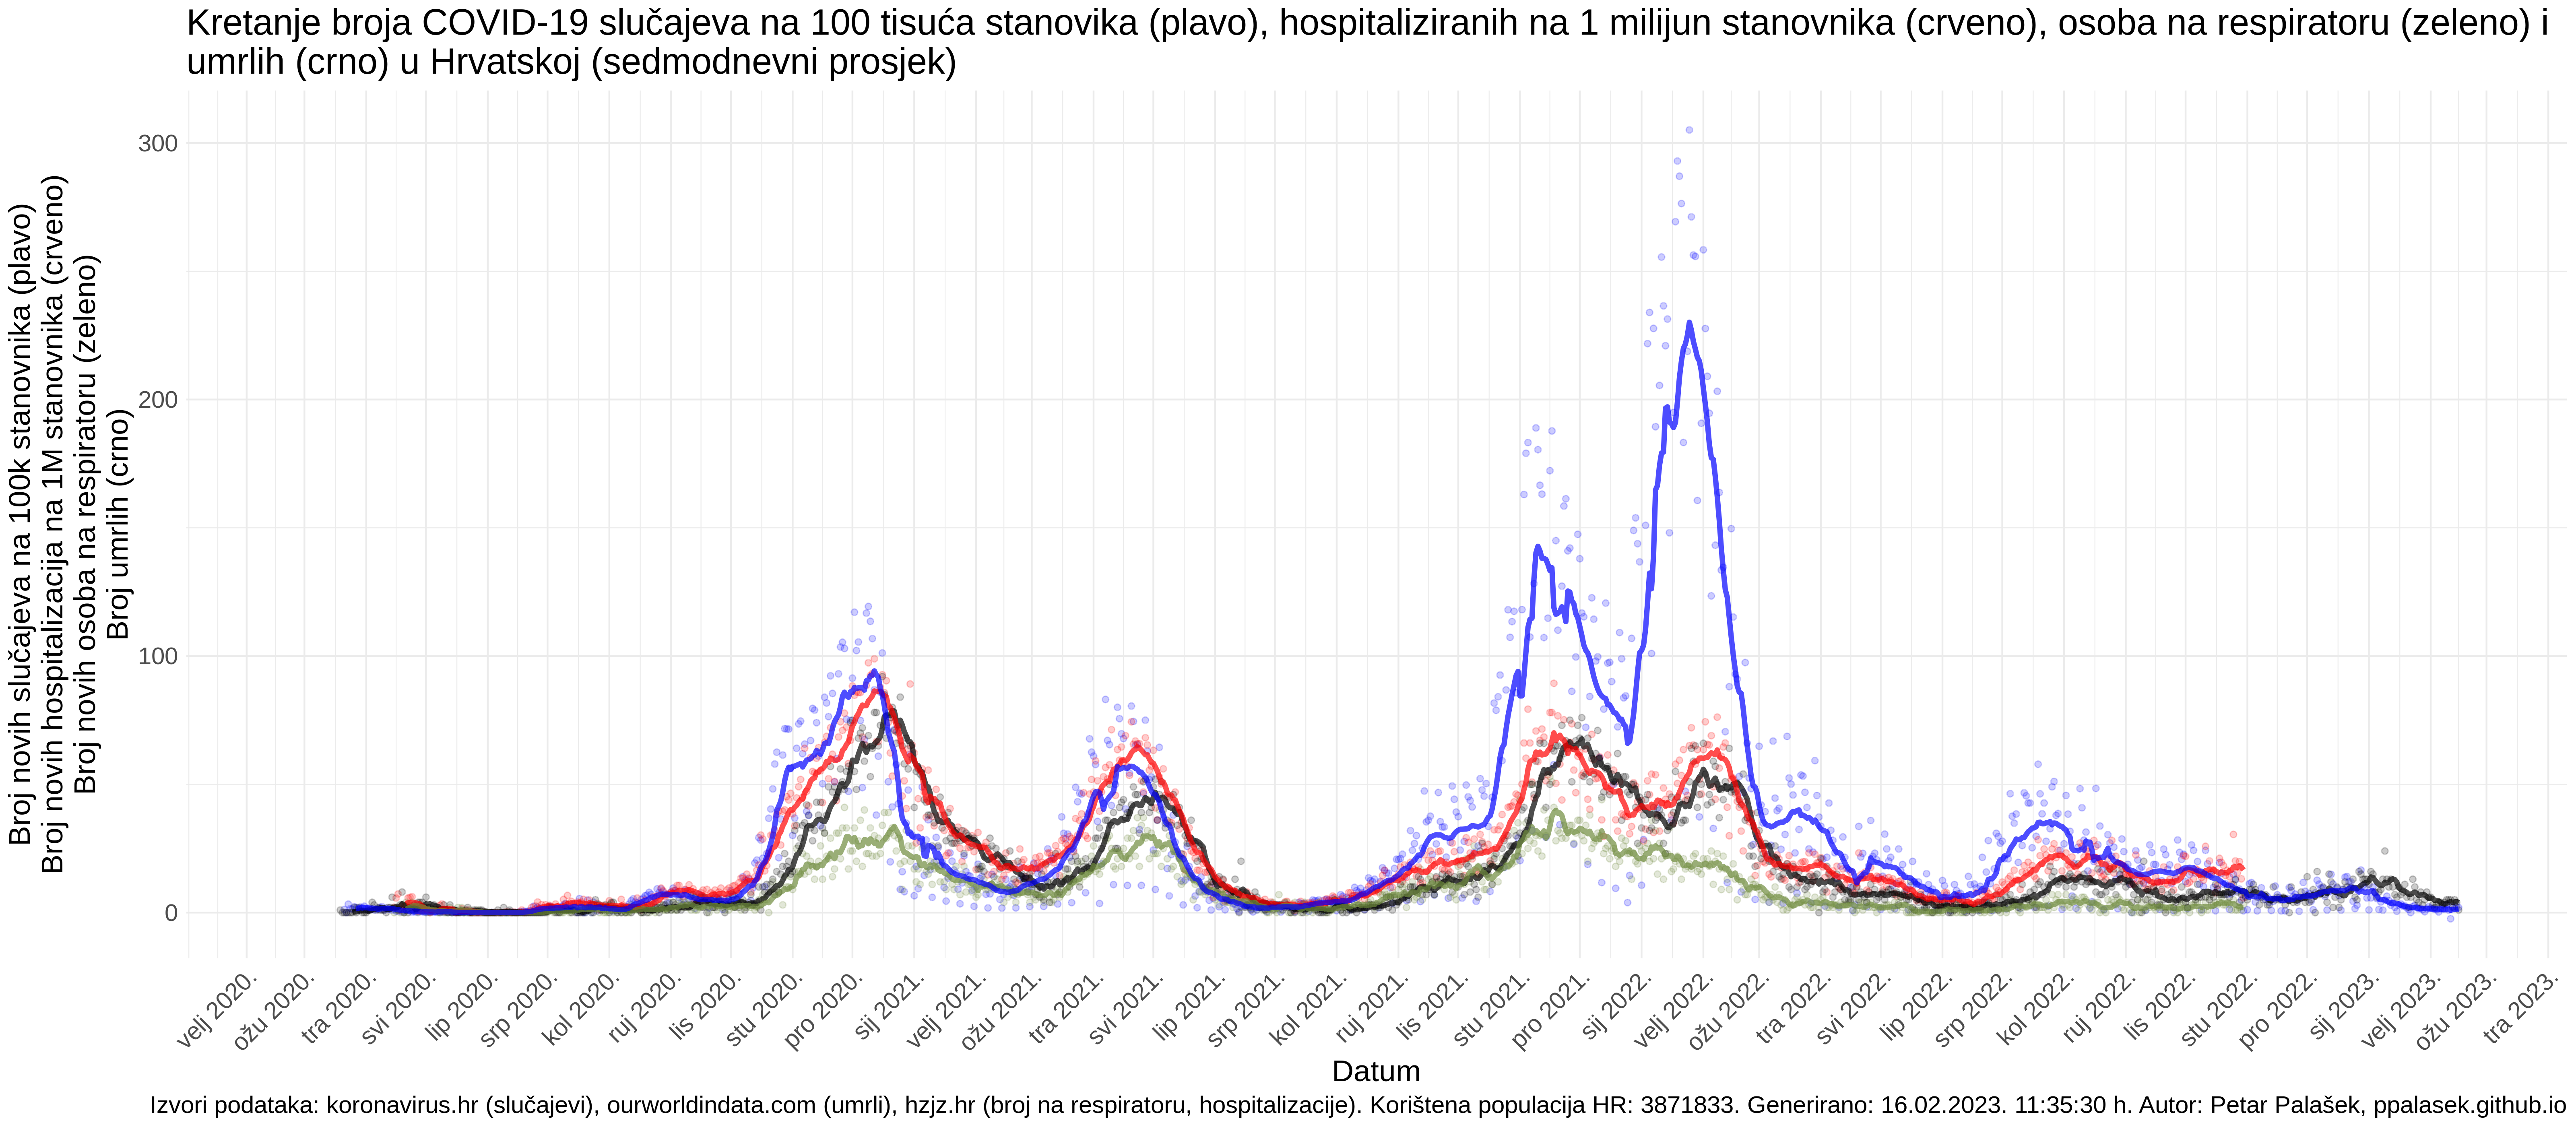 Kretanje broja COVID-19 slučajeva na 100 tisuća stanovika (plavo), hospitaliziranih na 1 milijun stanovnika (crveno), osoba na respiratoru (zeleno) i
umrlih (crno) u Hrvatskoj (sedmodnevni prosjek)
Broj novih slučajeva na 100k stanovnika (plavo)
Broj novih hospitalizacija na 1M stanovnika (crveno)
Broj novih osoba na respiratoru (zeleno)
Broj umrlih (crno)
300
200
100
0
velj 2020.
ožu 2020.
tra 2020.
svi 2020.
lip 2020.
srp 2020.
kol 2020.
ruj 2020.
lis 2020.
stu 2020.
pro 2020.
sij 2021.
velj 2021.
ožu 2021.
tra 2021.
svi 2021.
lip 2021.
srp 2021.
kol 2021.
ruj 2021.
lis 2021.
stu 2021.
pro 2021.
sij 2022.
velj 2022.
ožu 2022.
tra 2022.
svi 2022.
lip 2022.
srp 2022.
kol 2022.
ruj 2022.
lis 2022.
stu 2022.
pro 2022.
sij 2023.
velj 2023.
ožu 2023.
tra 2023.
Datum
Izvori podataka: koronavirus.hr (slučajevi), ourworldindata.com (umrli), hzjz.hr (broj na respiratoru, hospitalizacije). Korištena populacija HR: 3871833. Generirano: 16.02.2023. 11:35:30 h. Autor: Petar Palašek, ppalasek.github.io